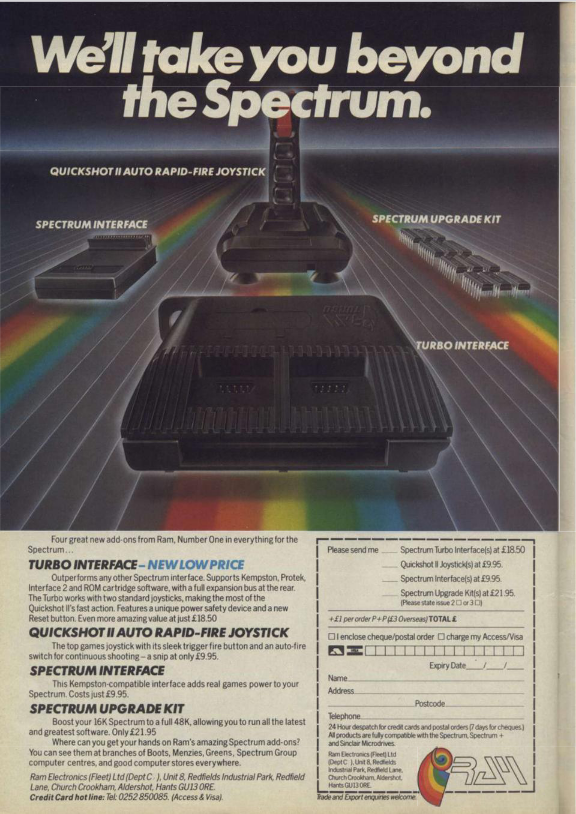 We'll take you beyond
the Spectrum.
QUICKSHOT II AUTO RAPID-FIRE JOYSTICK
SPECTRUM INTERFACE
SPECTRUM UPGRADE KIT
TURBO INTERFACE
Four great new add-ons from Ram, Number One in everything for the
Spectrum ...
TURBO INTERFACE – NEW LOW PRICE
Outperforms any other Spectrum interface. Supports Kempston, Protek,
Interface 2 and ROM cartridge software, with a full expansion bus at the rear.
The Turbo works with two standard joysticks, making the most of the
Quickshot II's fast action. Features a unique power safety device and a new
Reset button. Even more amazing value at just £18.50
QUICKSHOT II AUTO RAPID-FIRE JOYSTICK
The top games joystick with its sleek trigger fire button and an auto-fire
switch for continuous shooting – a snip at only £9.95.
SPECTRUM INTERFACE
This Kempston-compatible interface adds real games power to your
Spectrum. Costs just £9.95.
SPECTRUM UPGRADE KIT
Boost your 16K Spectrum to a full 48K, allowing you to run all the latest
and greatest software. Only £21.95
Where can you get your hands on Ram's amazing Spectrum add-ons?
You can see them at branches of Boots, Menzies, Greens, Spectrum Group
computer centres, and good computer stores everywhere.
Ram Electronics (Fleet) Ltd (Dept C ), Unit 8, Redfields Industrial Park, Redfield
Lane, Church Crookham, Aldershot, Hants GU13 0RE.
Credit Card hot line: Tel: 0252 850085. (Access & Visa).
Please send me ____ Spectrum Turbo Interface(s) at £18.50
____ Quickshot II Joystick(s) at £9.95.
____ Spectrum Interface(s) at £9.95.
____ Spectrum Upgrade Kit(s) at £21.95.
(Please state issue 2 □ or 3 □)
+£1 per order P+P (£3 Overseas) TOTAL £
□ I enclose cheque/postal order □ charge my Access/Visa
Expiry Date___/___/___
Name
Address
Postcode
Telephone
24 Hour despatch for credit cards and postal orders (7 days for cheques.)
All products are fully compatible with the Spectrum, Spectrum +
and Sinclair Microdrives.
Ram Electronics (Fleet) Ltd
(Dept C ), Unit 8, Redfields
Industrial Park, Redfield Lane,
Church Crookham, Aldershot,
Hants GU13 0RE.
RAM
Trade and Export enquiries welcome.